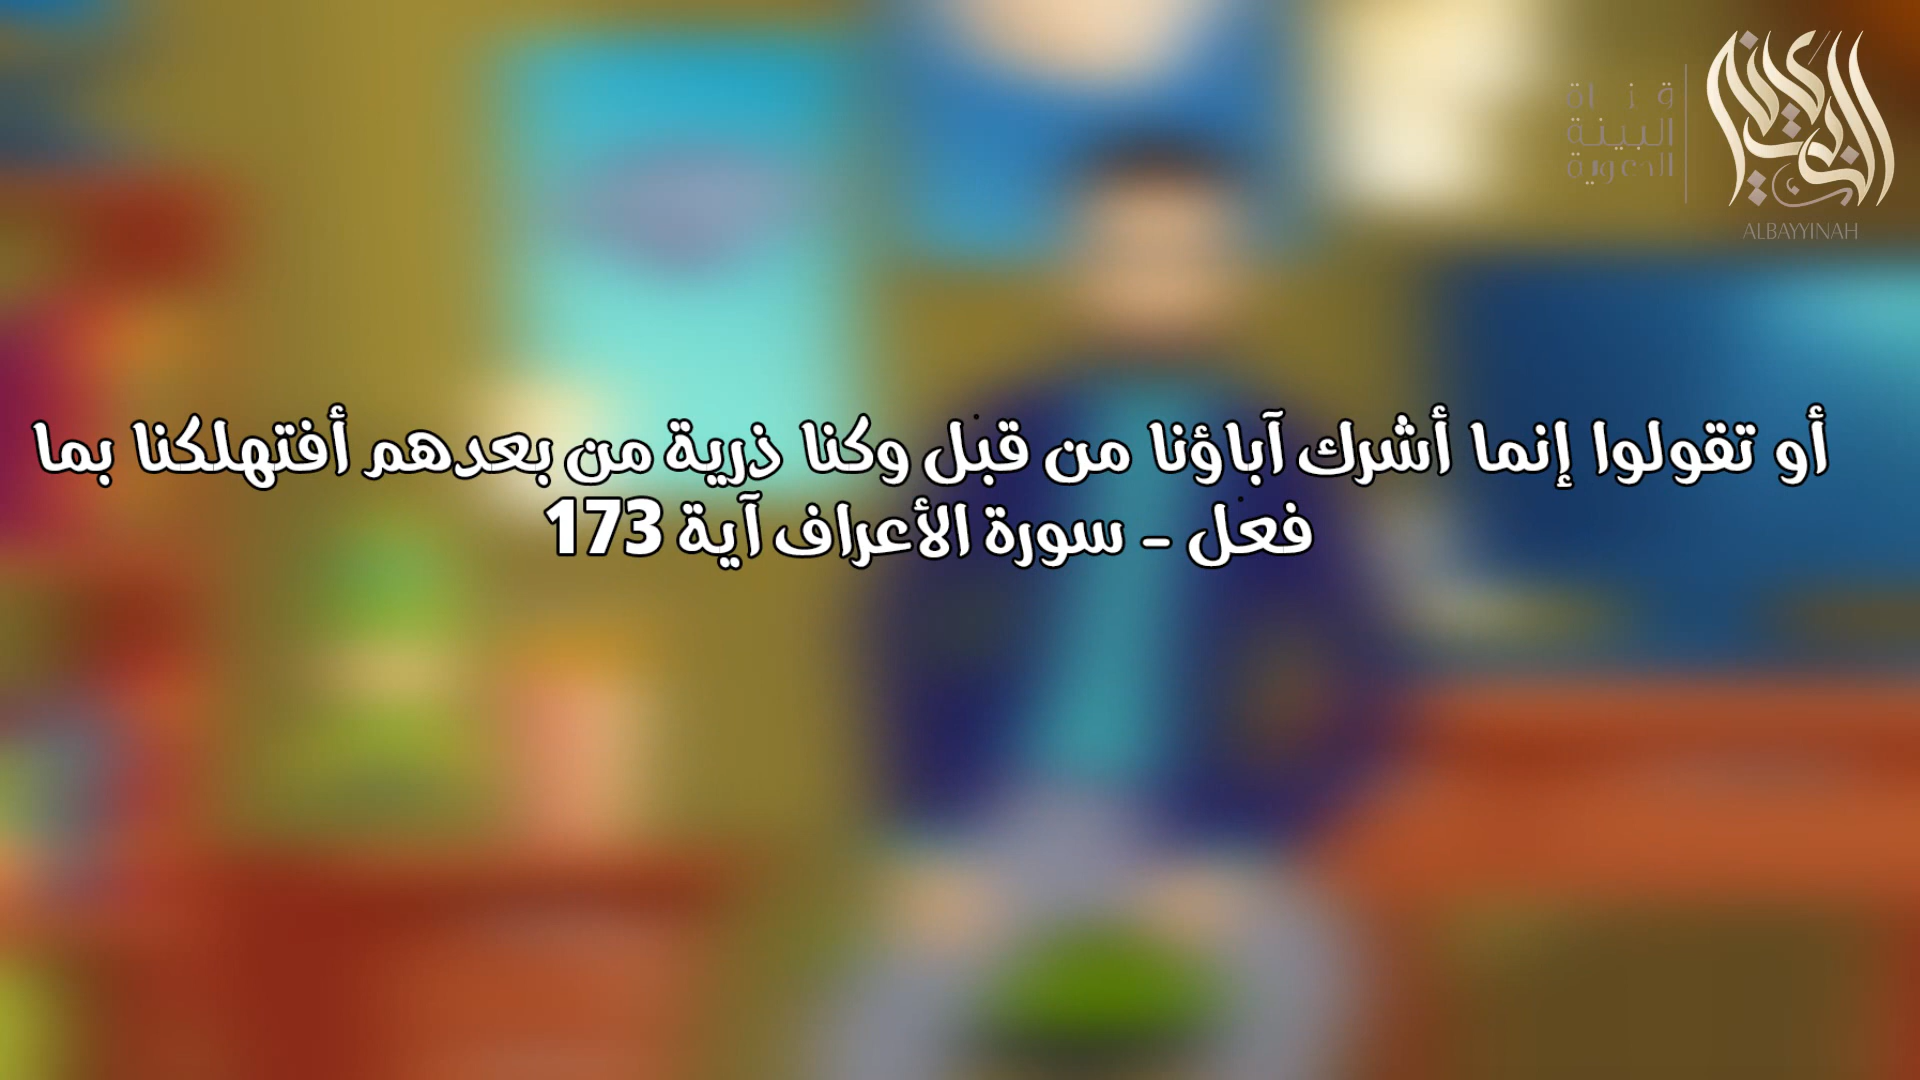 قناة
البينة
الدعوية
البينة
ALBAYYINAH
أو تقولوا إنما أشرك آباؤنا من قبل وكنا ذرية من بعدهم أفتهلكنا بما
فعل - سورة الأعراف آية 173